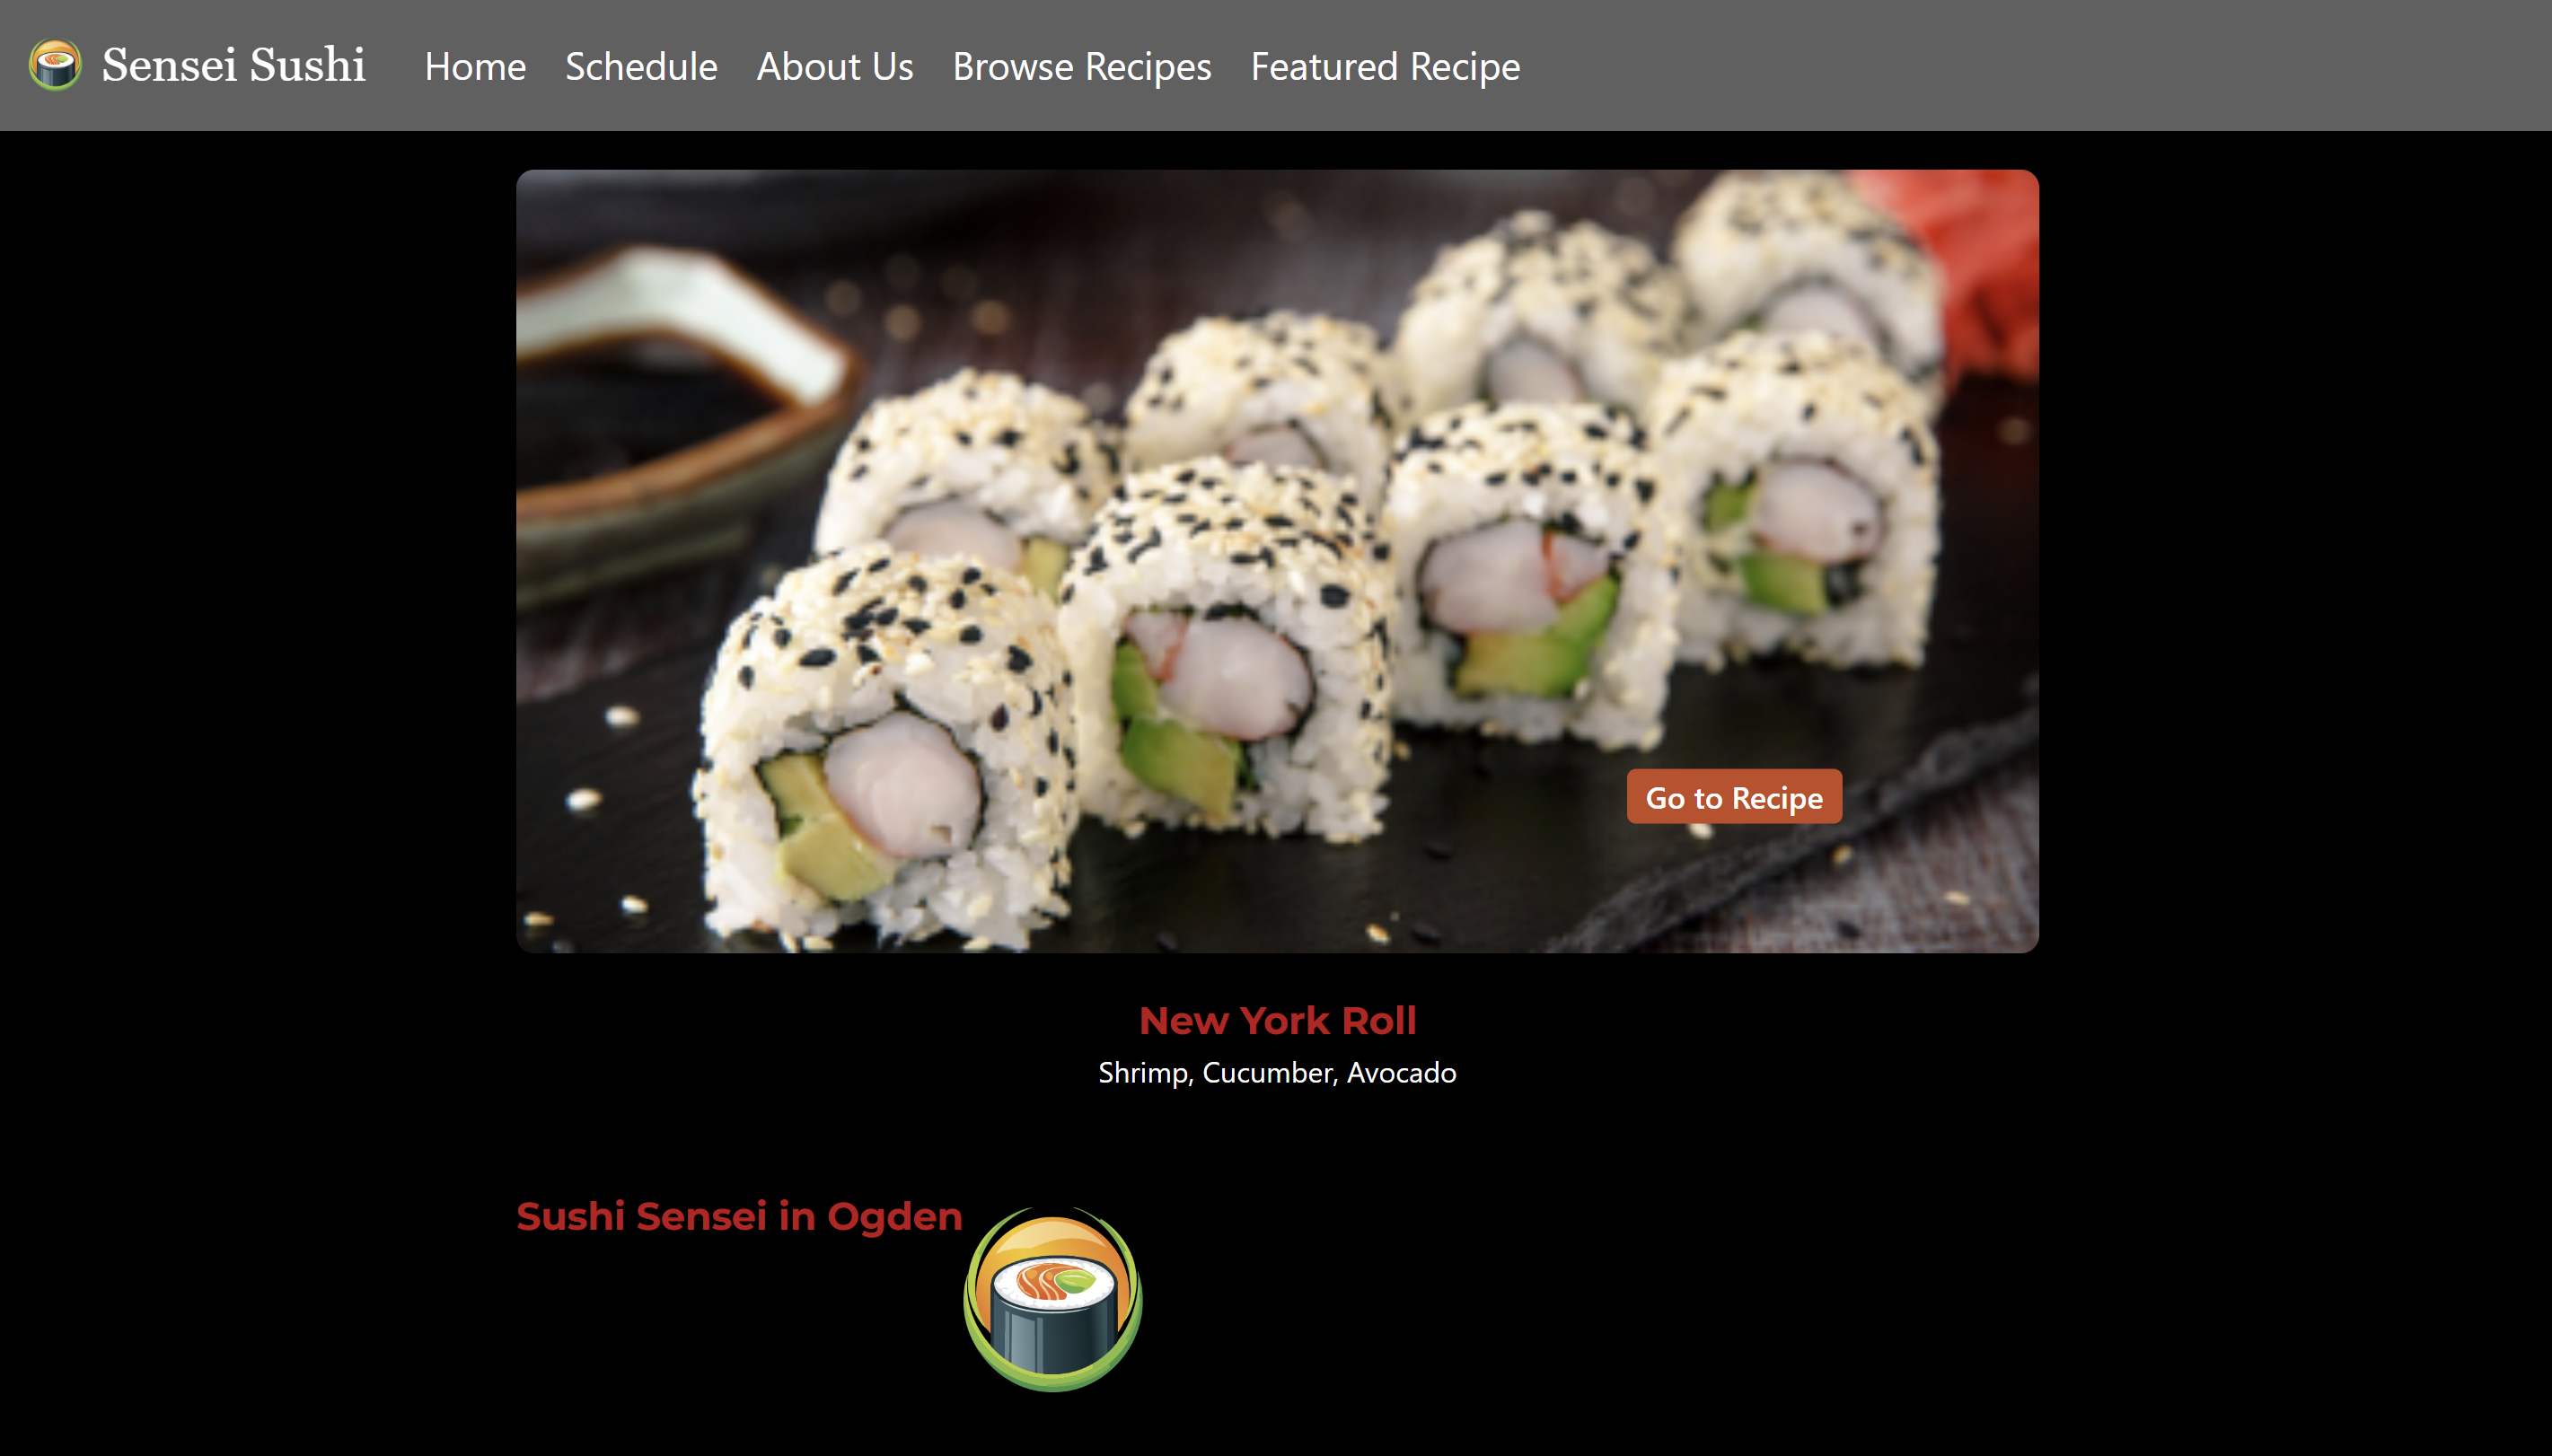 Sensei Sushi Home Schedule About Us Browse Recipes Featured Recipe
Go to Recipe
New York Roll
Shrimp, Cucumber, Avocado
Sushi Sensei in Ogden